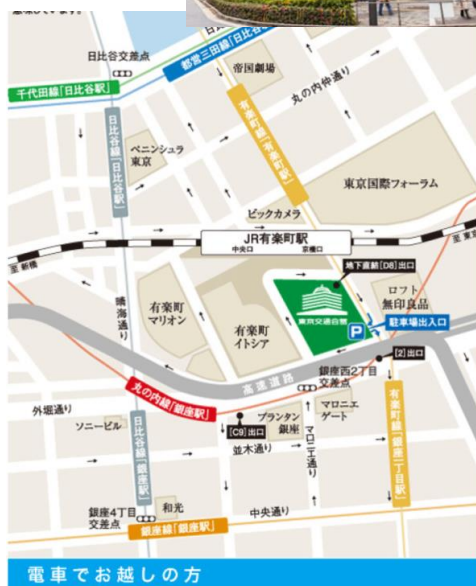 日比谷交差点
千代田線「日比谷駅」
都営三田線「日比谷駅」
帝国劇場
丸の内仲通り
日比谷線「日比谷駅」
ペニンシュラ
東京
有楽町線「有楽町駅」
東京国際フォーラム
ビックカメラ
JR有楽町駅
中央口
京橋口
至 新橋
地下直結[D8]出口
晴海通り
有楽町
マリオン
有楽町
イトシア
東京交通会館
ロフト
無印良品
P
駐車場出入口
[2]出口
高速道路
銀座西2丁目
交差点
丸の内線「銀座駅」
外堀通り
ソニービル
[C9]出口
プランタン
銀座
マロニエ
ゲート
並木通り
マロニエ通り
日比谷線「銀座駅」
有楽町線「銀座一丁目駅」
銀座4丁目
交差点
和光
中央通り
銀座線「銀座駅」
電車でお越しの方